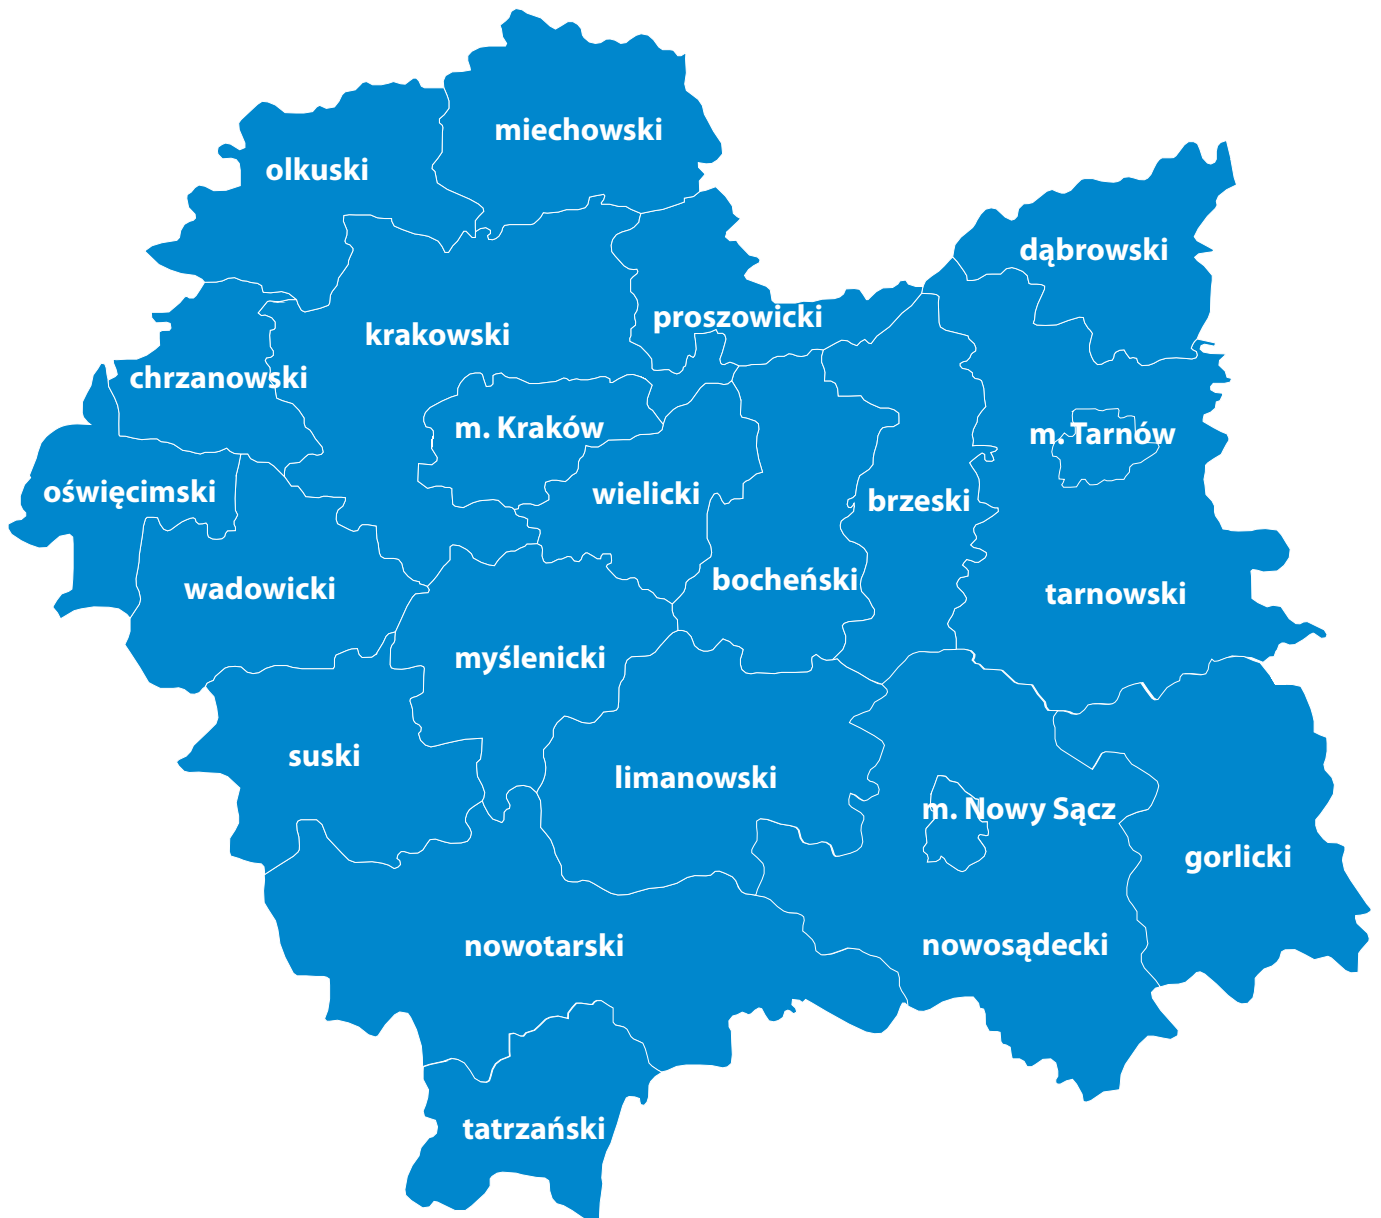 miechowski
olkuski
dąbrowski
proszowicki
krakowski
chrzanowski
m. Kraków
m. Tarnów
oświęcimski
wielicki
brzeski
bocheński
wadowicki
tarnowski
myślenicki
suski
limanowski
m. Nowy Sącz
gorlicki
nowotarski
nowosądecki
tatrzański